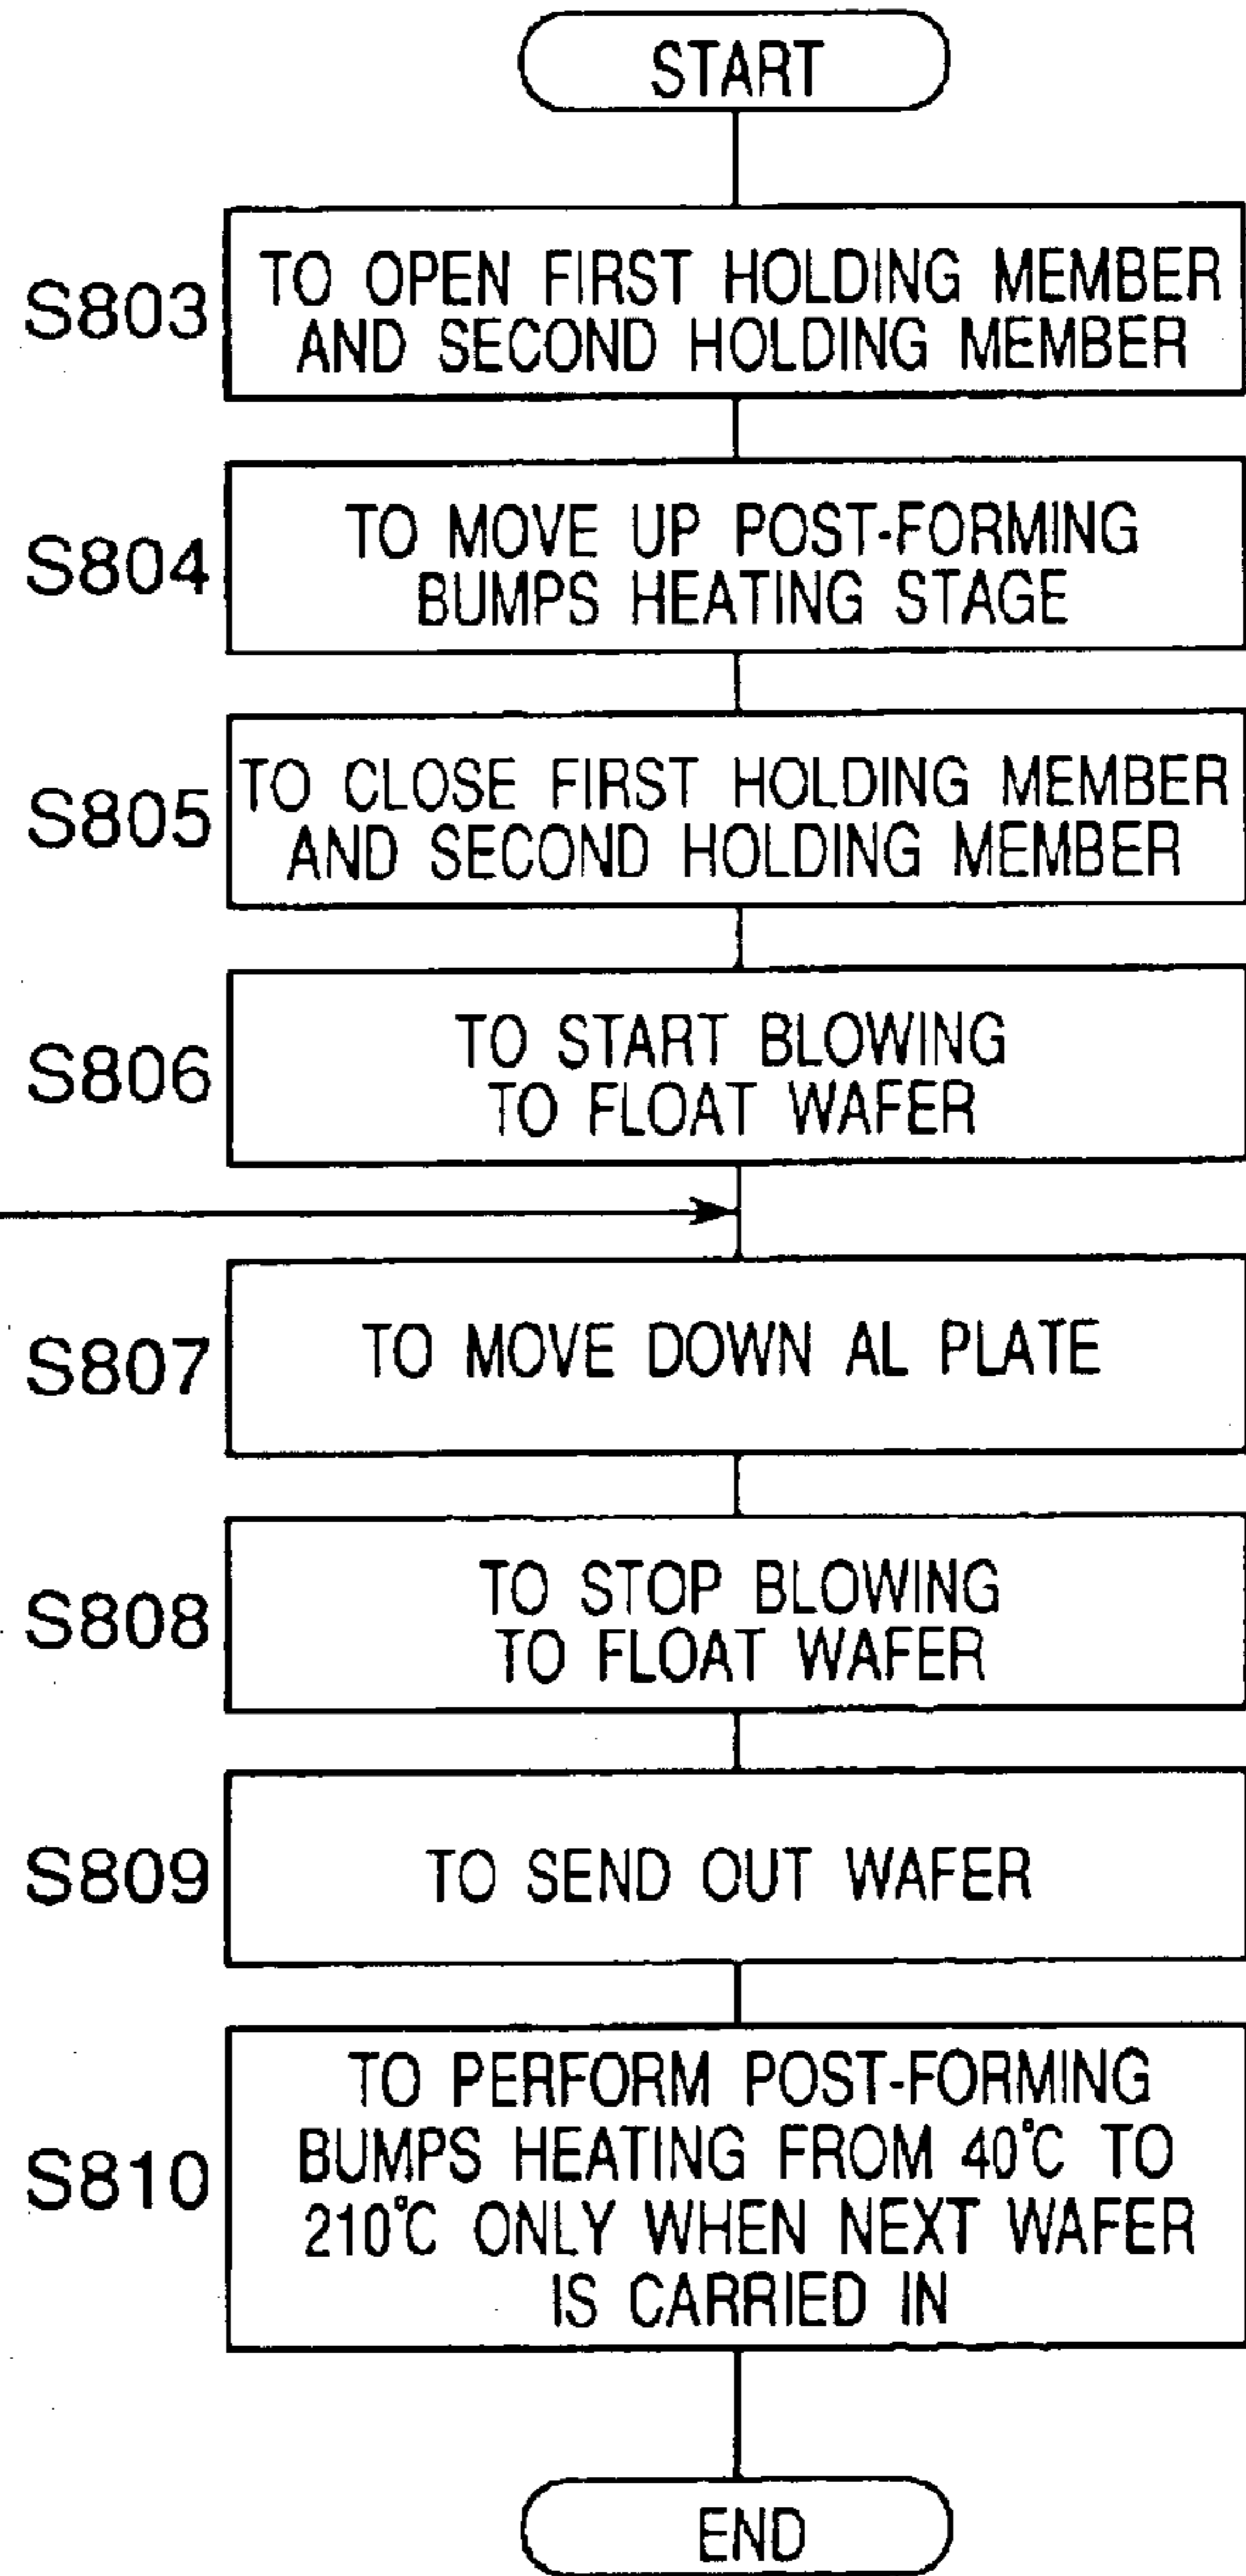 START
S803
TO OPEN FIRST HOLDING MEMBER
AND SECOND HOLDING MEMBER
S804
TO MOVE UP POST-FORMING
BUMPS HEATING STAGE
S805
TO CLOSE FIRST HOLDING MEMBER
AND SECOND HOLDING MEMBER
S806
TO START BLOWING
TO FLOAT WAFER
S807
TO MOVE DOWN AL PLATE
S808
TO STOP BLOWING
TO FLOAT WAFER
S809
TO SEND OUT WAFER
S810
TO PERFORM POST-FORMING
BUMPS HEATING FROM 40°C TO
210°C ONLY WHEN NEXT WAFER
IS CARRIED IN
END